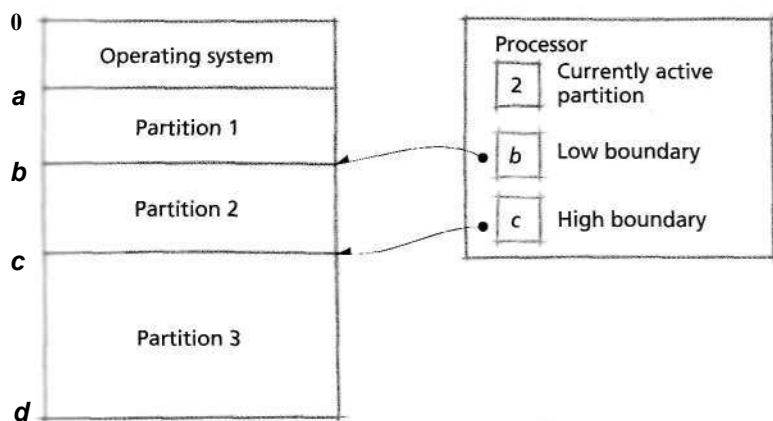 0
Operating system
a
Partition 1
b
Partition 2
c
Partition 3
d
Processor
2
Currently active
partition
b
Low boundary
c
High boundary